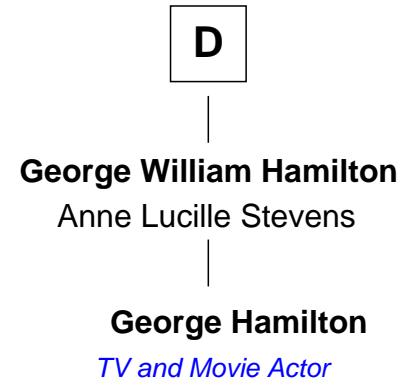 D
George William Hamilton
Anne Lucille Stevens
George Hamilton
TV and Movie Actor